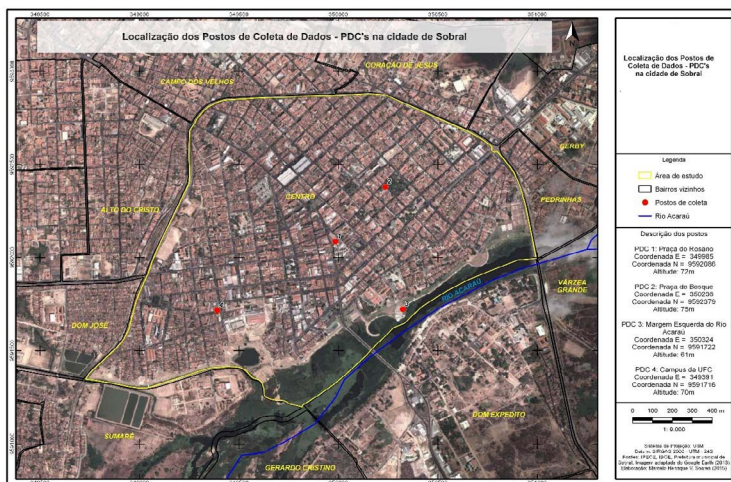 Localização dos Postos de Coleta de Dados - PDC's na cidade de Sobral
349000
349500
350000
350500
351000
CORAÇÃO DE JESUS
CAMPO DOS VELHOS
DERBY
CENTRO
PEDRINHAS
ALTO DO CRISTO
RIO ACARAÚ
VÁRZEA
GRANDE
DOM JOSÉ
DOM EXPEDITO
SUMARÉ
GERARDO CRISTINO
Localização dos Postos de
Coleta de Dados - PDC's
na cidade de Sobral
Legenda
Área de estudo
Bairros vizinhos
Postos de coleta
Rio Acaraú
Descrição dos postos
PDC 1: Praça do Rosário
Coordenada E = 349985
Coordenada N = 9592086
Altitude: 72m
PDC 2: Praça do Bosque
Coordenada E = 350238
Coordenada N = 9592379
Altitude: 75m
PDC 3: Margem Esquerda do Rio
Acaraú
Coordenada E = 350324
Coordenada N = 9591722
Altitude: 61m
PDC 4: Campus da UFC
Coordenada E = 349391
Coordenada N = 9591716
Altitude: 70m
0 100 200 300 400 m
1: 9.000